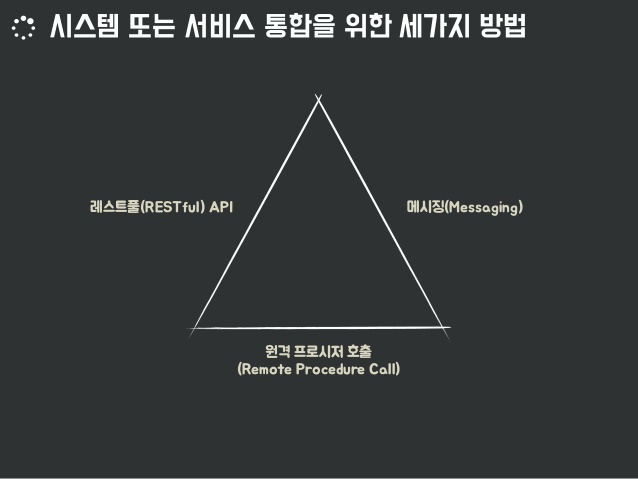 시스템 또는 서비스 통합을 위한 세가지 방법
레스트풀(RESTful) API
메시징(Messaging)
원격 프로시저 호출
(Remote Procedure Call)